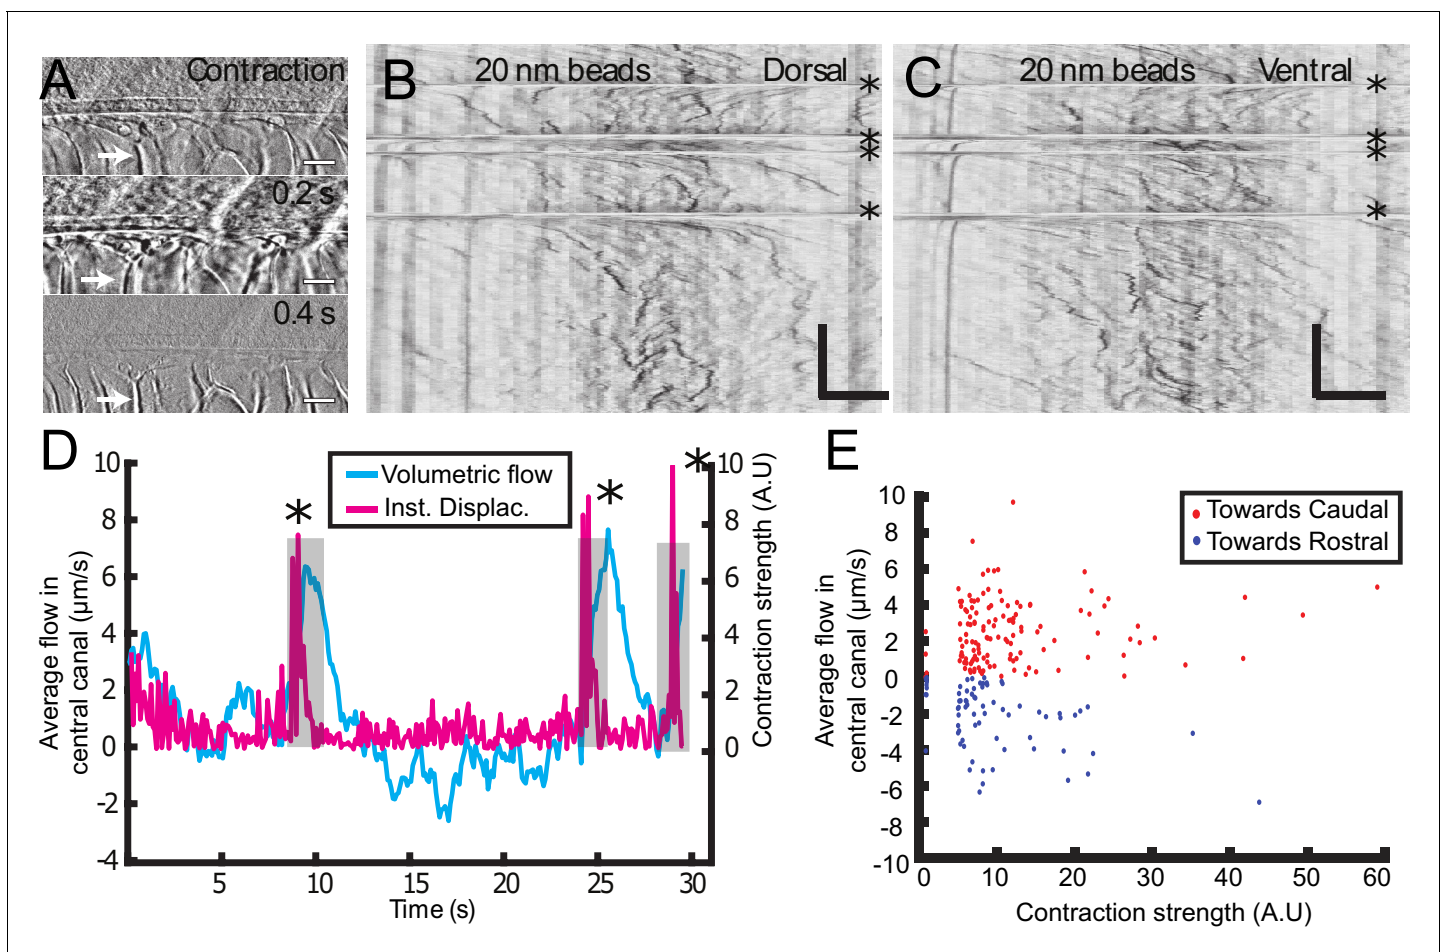 A
Contraction
0.2 s
0.4 s
B
20 nm beads
Dorsal
*
*
*
*
C
20 nm beads
Ventral
*
*
*
*
D
Volumetric flow
Inst. Displac.
*
*
*
10
8
6
4
2
0
-2
-4
Average flow in
central canal (µm/s)
5
10
15
20
25
30
Time (s)
10
8
6
4
2
0
Contraction strength (A.U)
E
Towards Caudal
Towards Rostral
10
8
6
4
2
0
-2
-4
-6
-8
-10
Average flow in
central canal (µm/s)
0
10
20
30
40
50
60
Contraction strength (A.U)